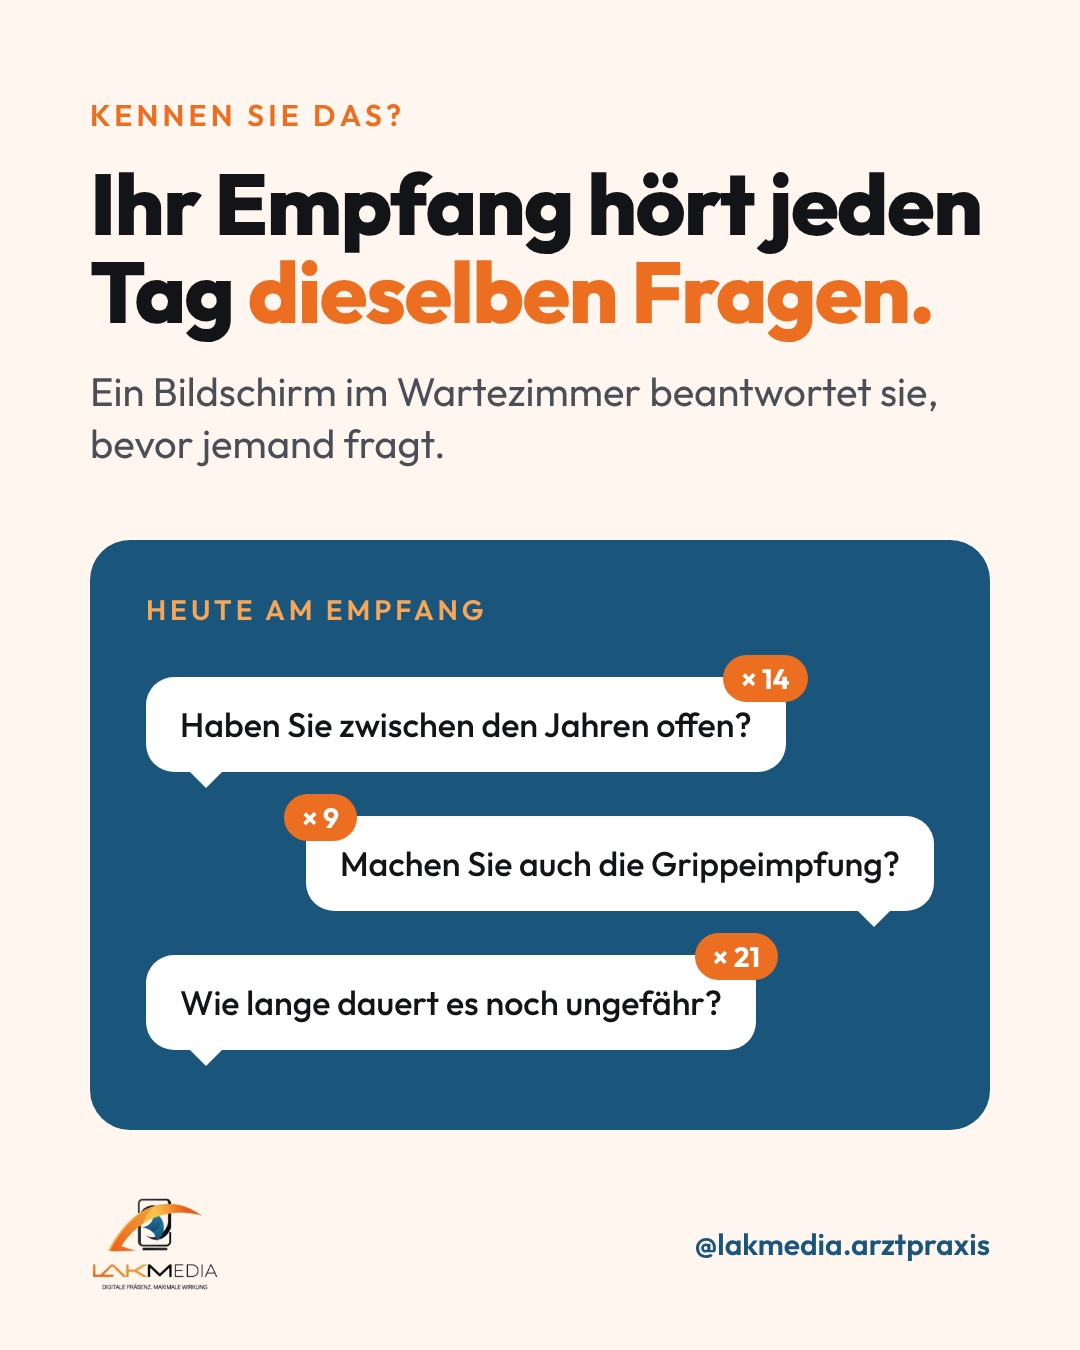 KENNEN SIE DAS?
Ihr Empfang hört jeden
Tag dieselben Fragen.
Ein Bildschirm im Wartezimmer beantwortet sie,
bevor jemand fragt.
HEUTE AM EMPFANG
× 14
Haben Sie zwischen den Jahren offen?
× 9
Machen Sie auch die Grippeimpfung?
× 21
Wie lange dauert es noch ungefähr?
LAKMEDIA
DIGITALE PRÄSENZ. MAXIMALE WIRKUNG
@lakmedia.arztpraxis